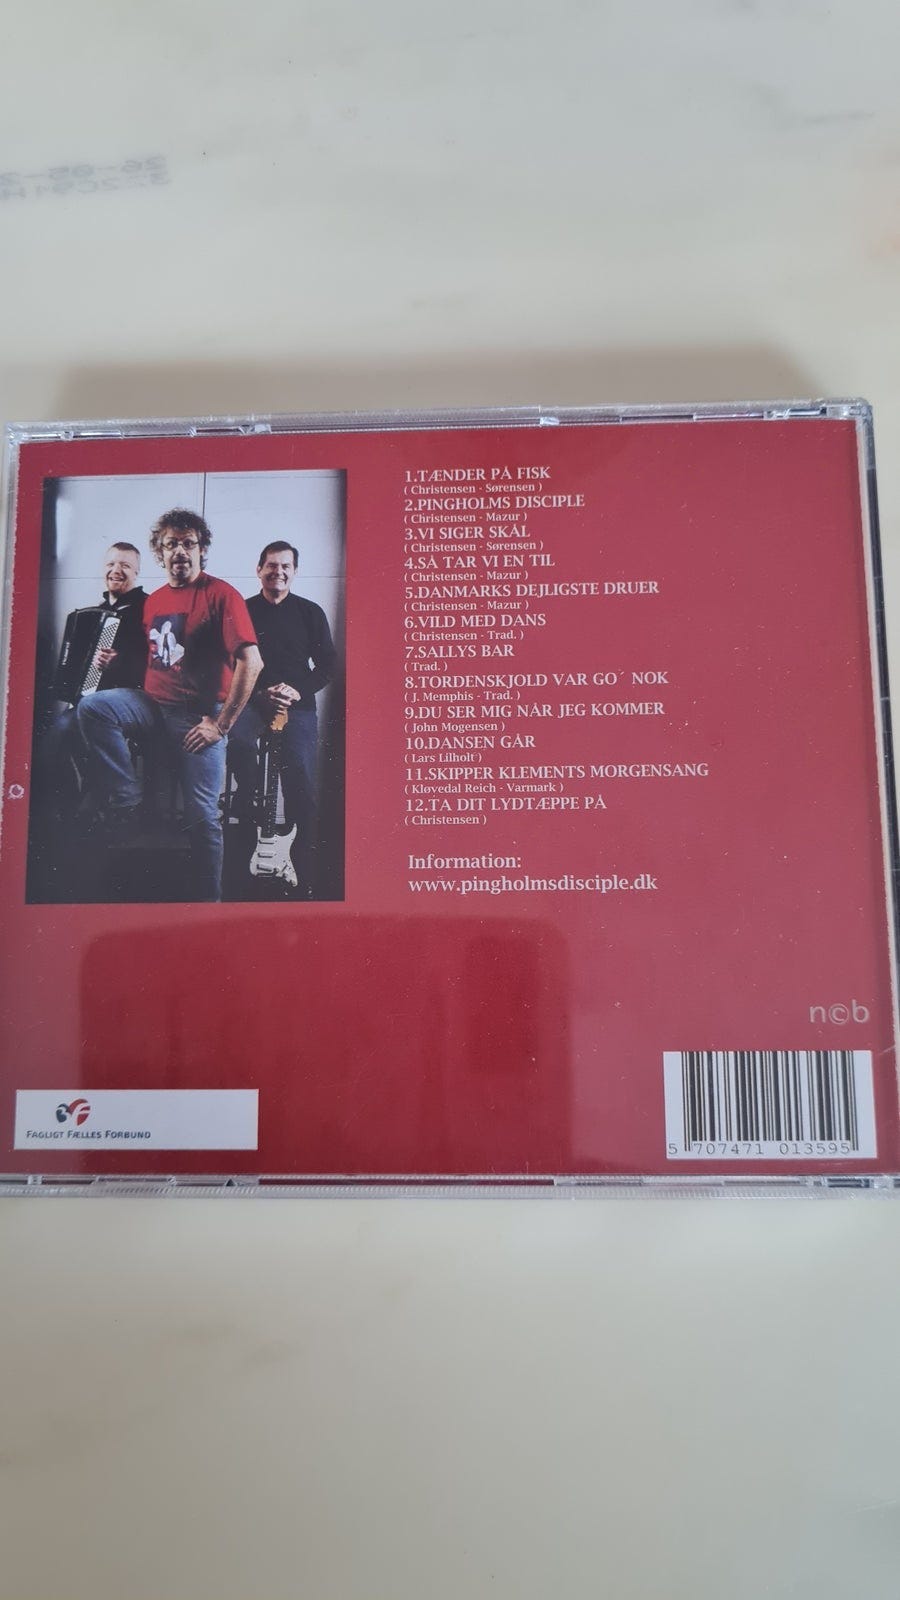 1.TÆNDER PÅ FISK
( Christensen - Sørensen )
2.PINGHOLMS DISCIPLE
( Christensen - Mazur )
3.VI SIGER SKÅL
( Christensen - Sørensen )
4.SÅ TAR VI EN TIL
( Christensen - Mazur )
5.DANMARKS DEJLIGSTE DRUER
( Christensen - Mazur )
6.VILD MED DANS
( Christensen - Trad. )
7.SALLYS BAR
( Trad. )
8.TORDENSKJOLD VAR GO´ NOK
( J. Memphis - Trad. )
9.DU SER MIG NÅR JEG KOMMER
( John Mogensen )
10.DANSEN GÅR
( Lars Lilholt )
11.SKIPPER KLEMENTS MORGENSANG
( Kløvedal Reich - Varmark )
12.TA DIT LYDTÆPPE PÅ
( Christensen )
Information:
www.pingholmsdisciple.dk
n©b
3F
FAGLIGT FÆLLES FORBUND
5 707471 013595